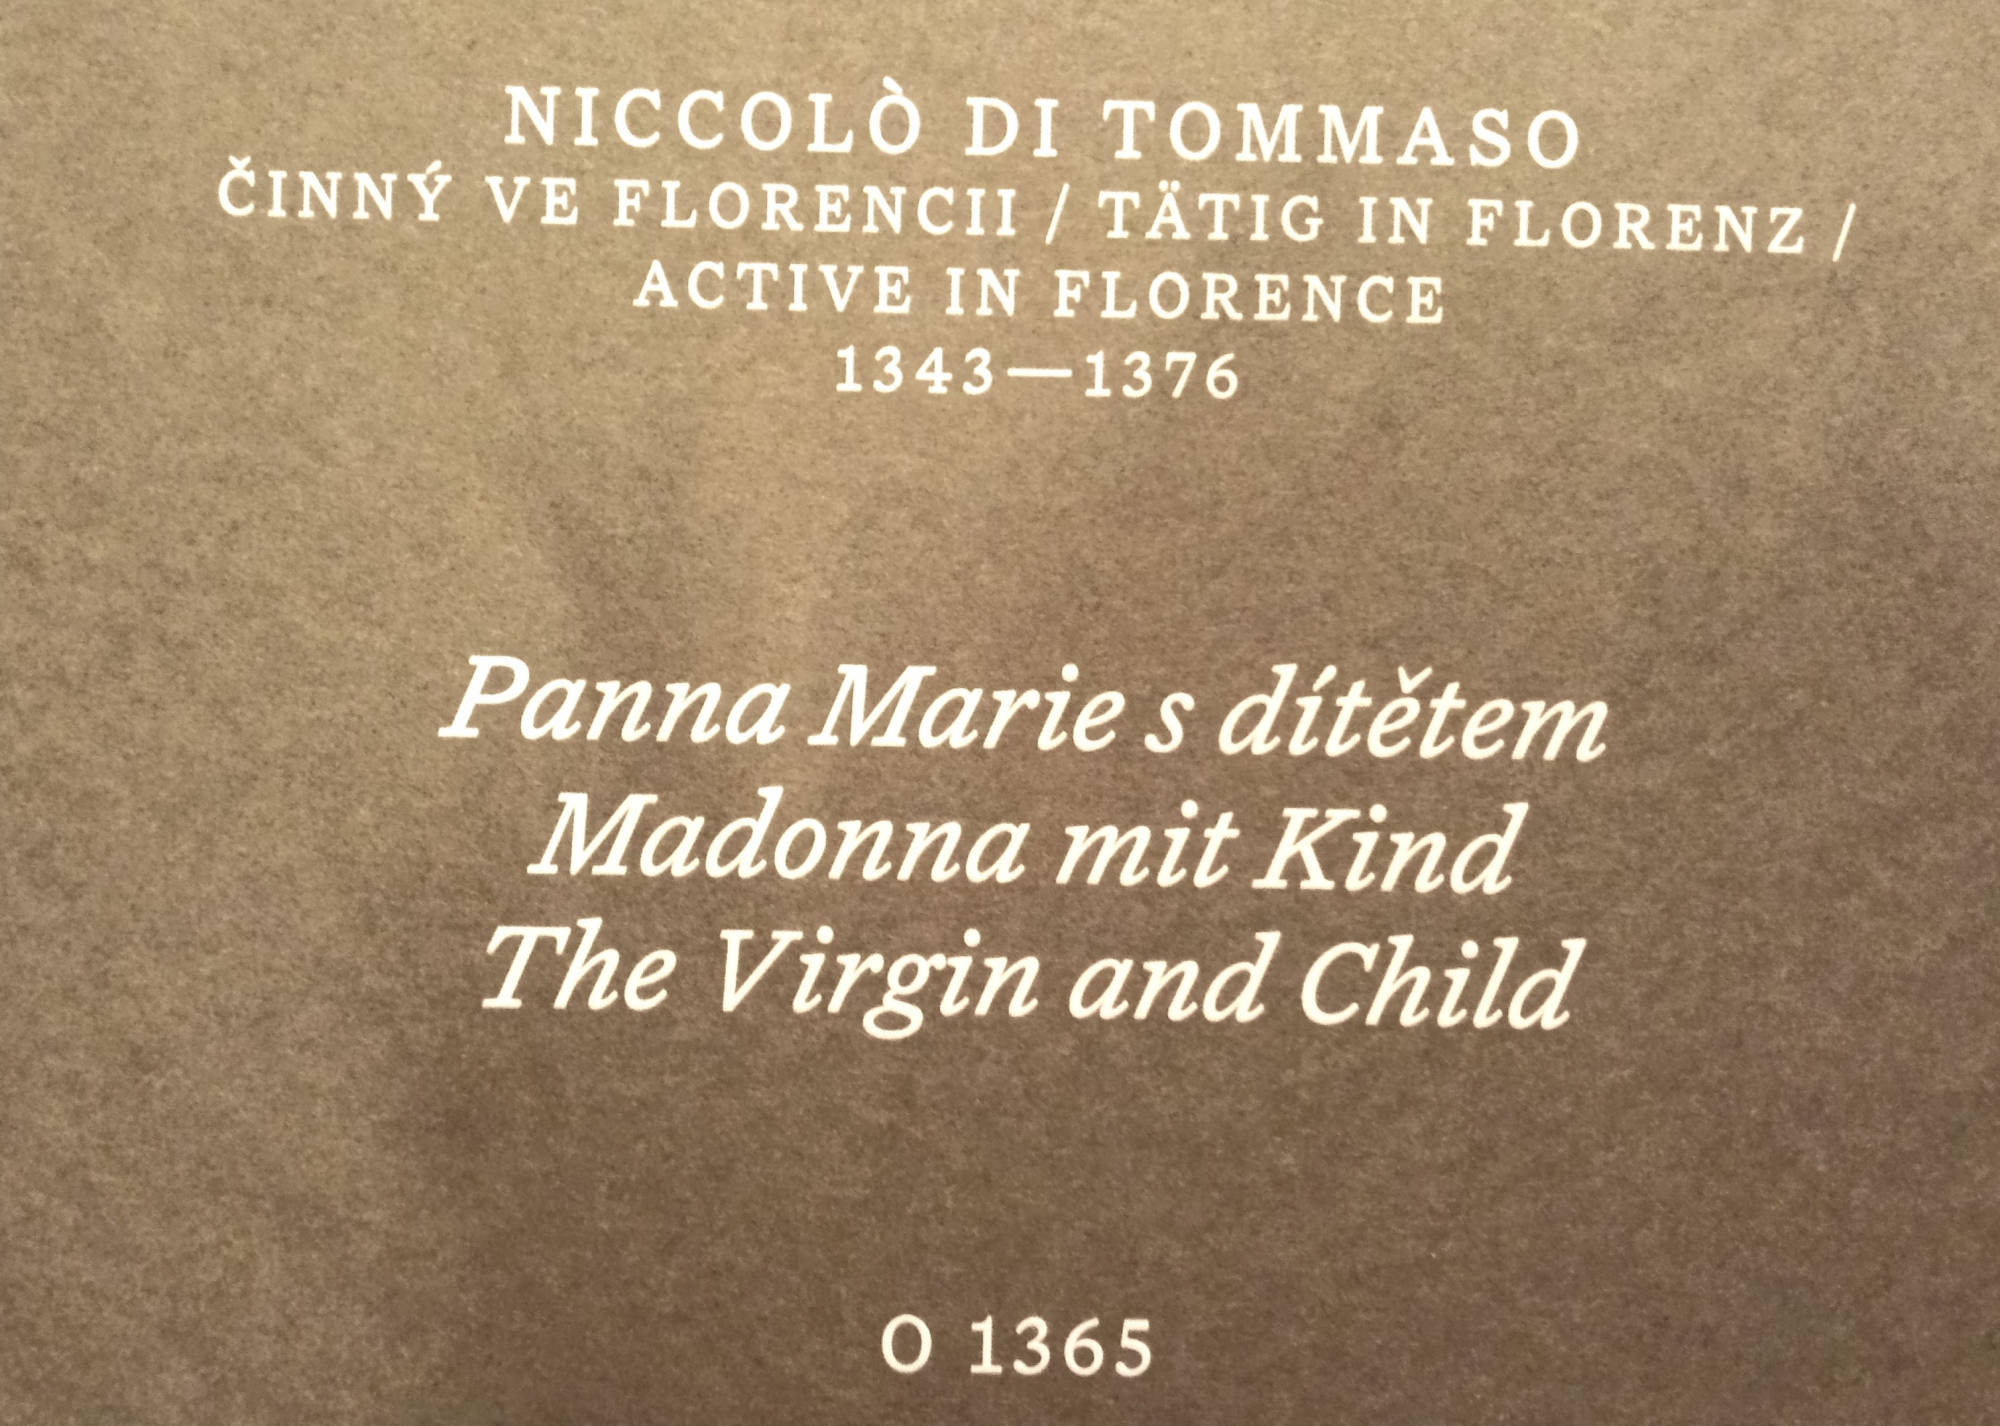 NICCOLÒ DI TOMMASO
ČINNÝ VE FLORENCII / TÄTIG IN FLORENZ /
ACTIVE IN FLORENCE
1343—1376
Panna Marie s dítětem
Madonna mit Kind
The Virgin and Child
O 1365